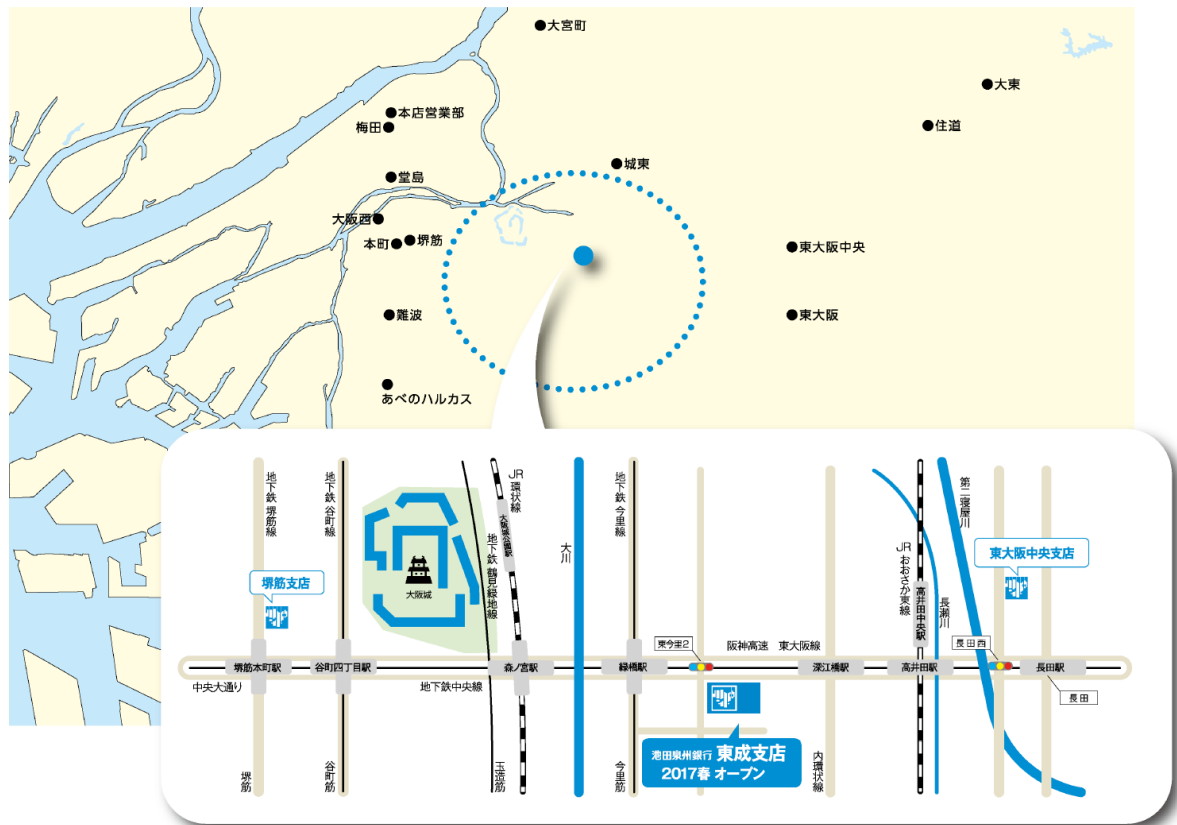 大宮町
大東
本店営業部
梅田
住道
城東
堂島
大阪西
堺筋
本町
東大阪中央
難波
東大阪
あべのハルカス
地下鉄 堺筋線
地下鉄 谷町線
JR 環状線
大阪城公園駅
地下鉄 鶴見緑地線
大川
地下鉄 今里線
JR おおさか東線
高井田中央駅
長瀬川
第二寝屋川
東大阪中央支店
堺筋支店
大阪城
東今里2
阪神高速 東大阪線
長田西
堺筋本町駅
谷町四丁目駅
森ノ宮駅
緑橋駅
深江橋駅
高井田駅
長田駅
中央大通り
地下鉄中央線
長田
池田泉州銀行 東成支店
2017春 オープン
堺筋
谷町筋
玉造筋
今里筋
内環状線